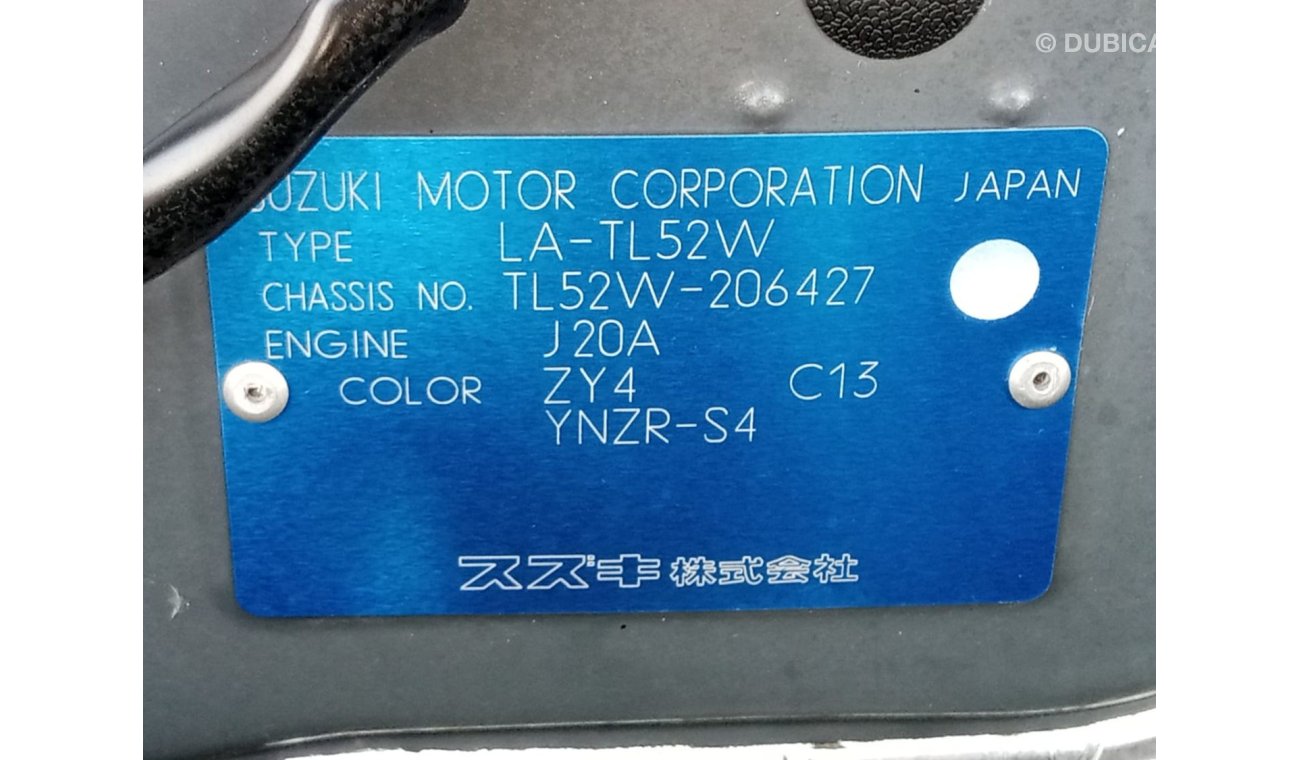 © DUBICA
SUZUKI MOTOR CORPORATION JAPAN
TYPE LA-TL52W
CHASSIS NO. TL52W-206427
ENGINE J20A
COLOR ZY4 C13
YNZR-S4
スズキ株式会社